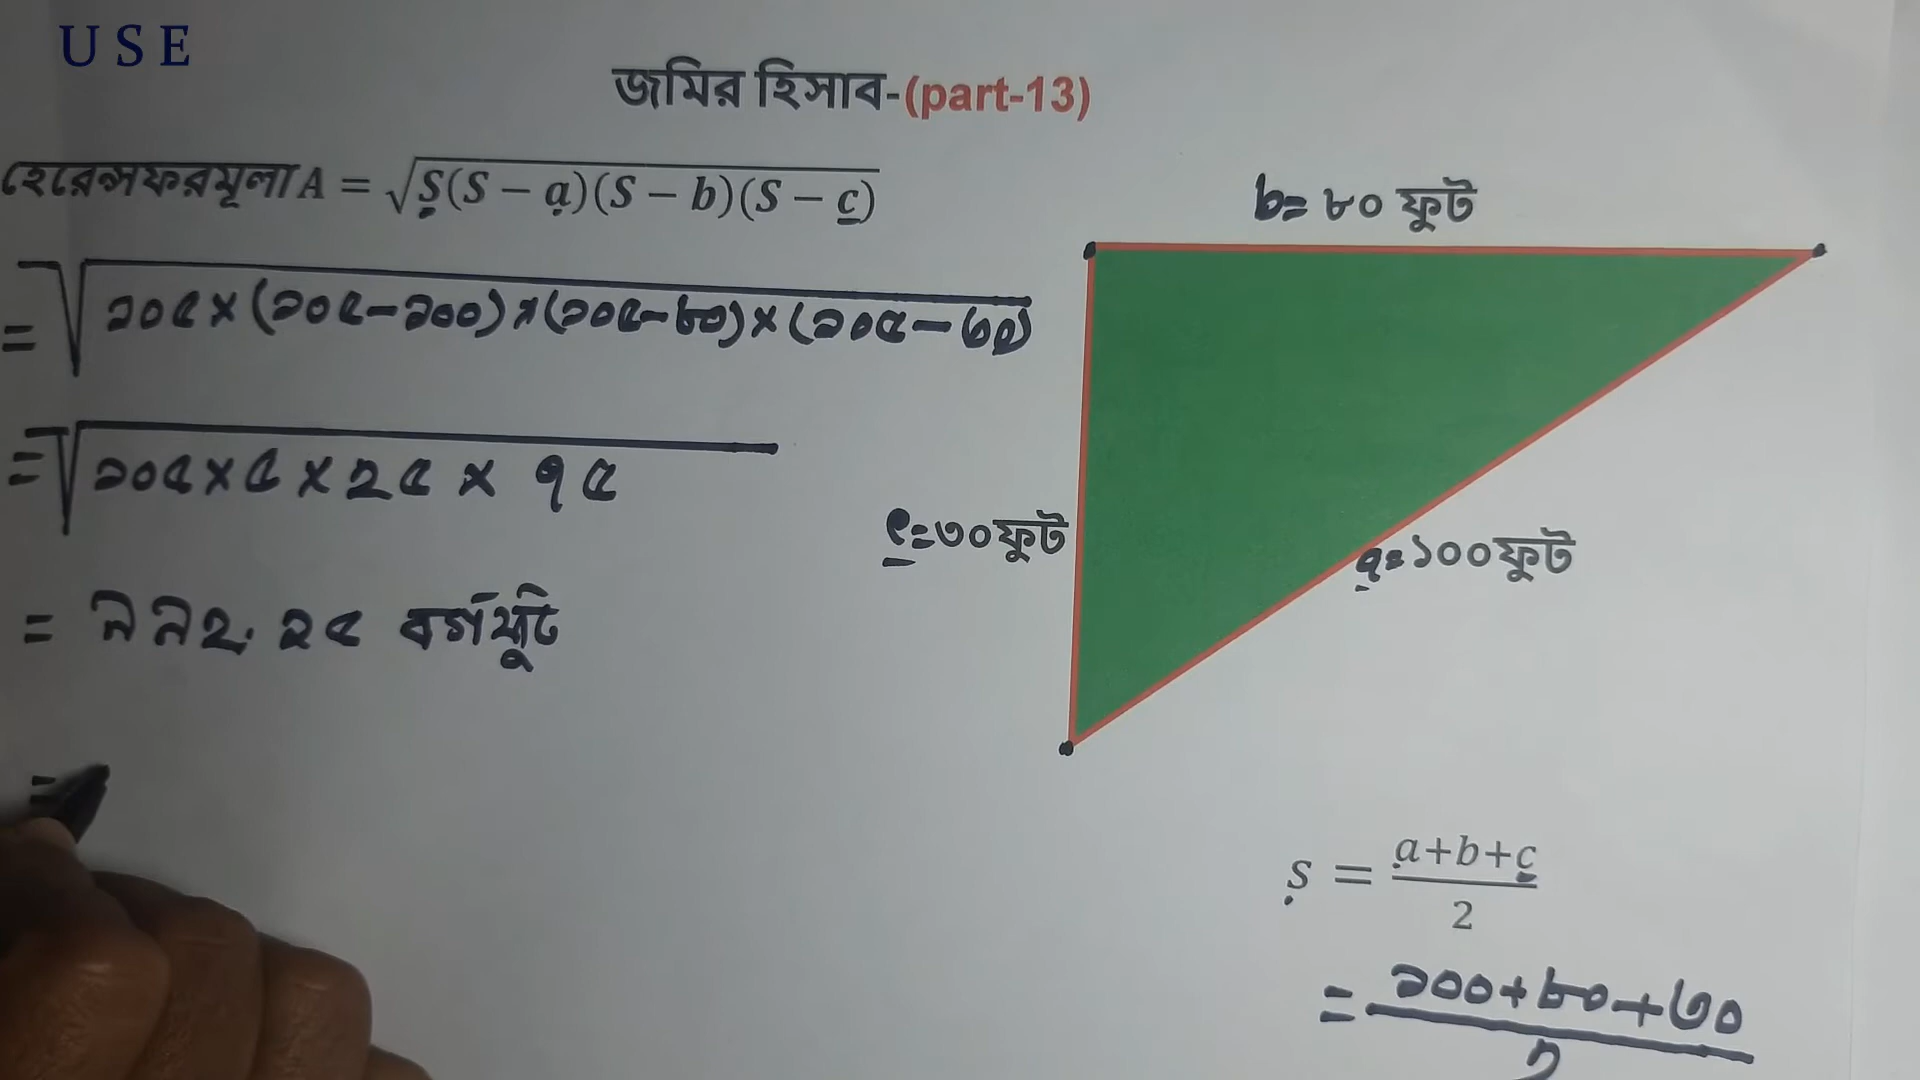 U S E
জমির হিসাব-(part-13)
হেরেন্সফরমূলা A = √S(S − a)(S − b)(S − c)
= √১০৫×(১০৫-১০০)×(১০৫-৮০)×(১০৫-৩০)
= √১০৫×৫×২৫×৭৫
= ৯৯২.২৫ বর্গফুট
=
b= ৮০ ফুট
c=৩০ফুট
a=১০০ফুট
s = a+b+c / 2
= ১০০+৮০+৩০ / ২